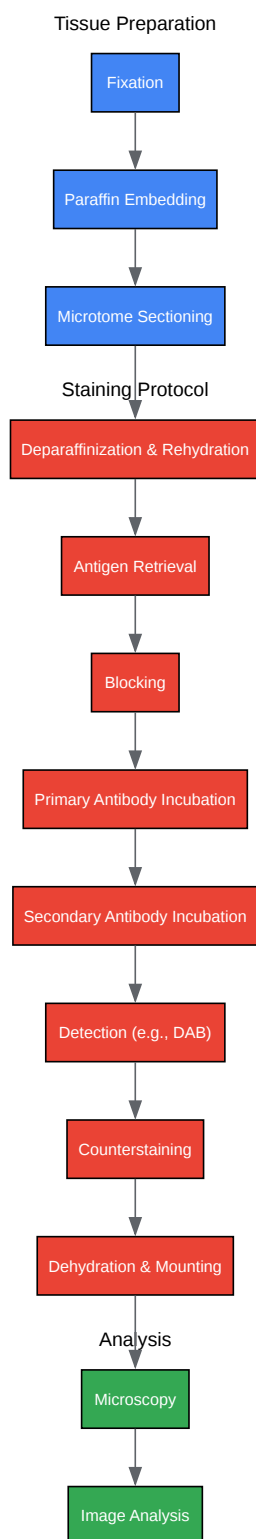 Tissue Preparation
Fixation
Paraffin Embedding
Microtome Sectioning
Staining Protocol
Deparaffinization & Rehydration
Antigen Retrieval
Blocking
Primary Antibody Incubation
Secondary Antibody Incubation
Detection (e.g., DAB)
Counterstaining
Dehydration & Mounting
Analysis
Microscopy
Image Analysis